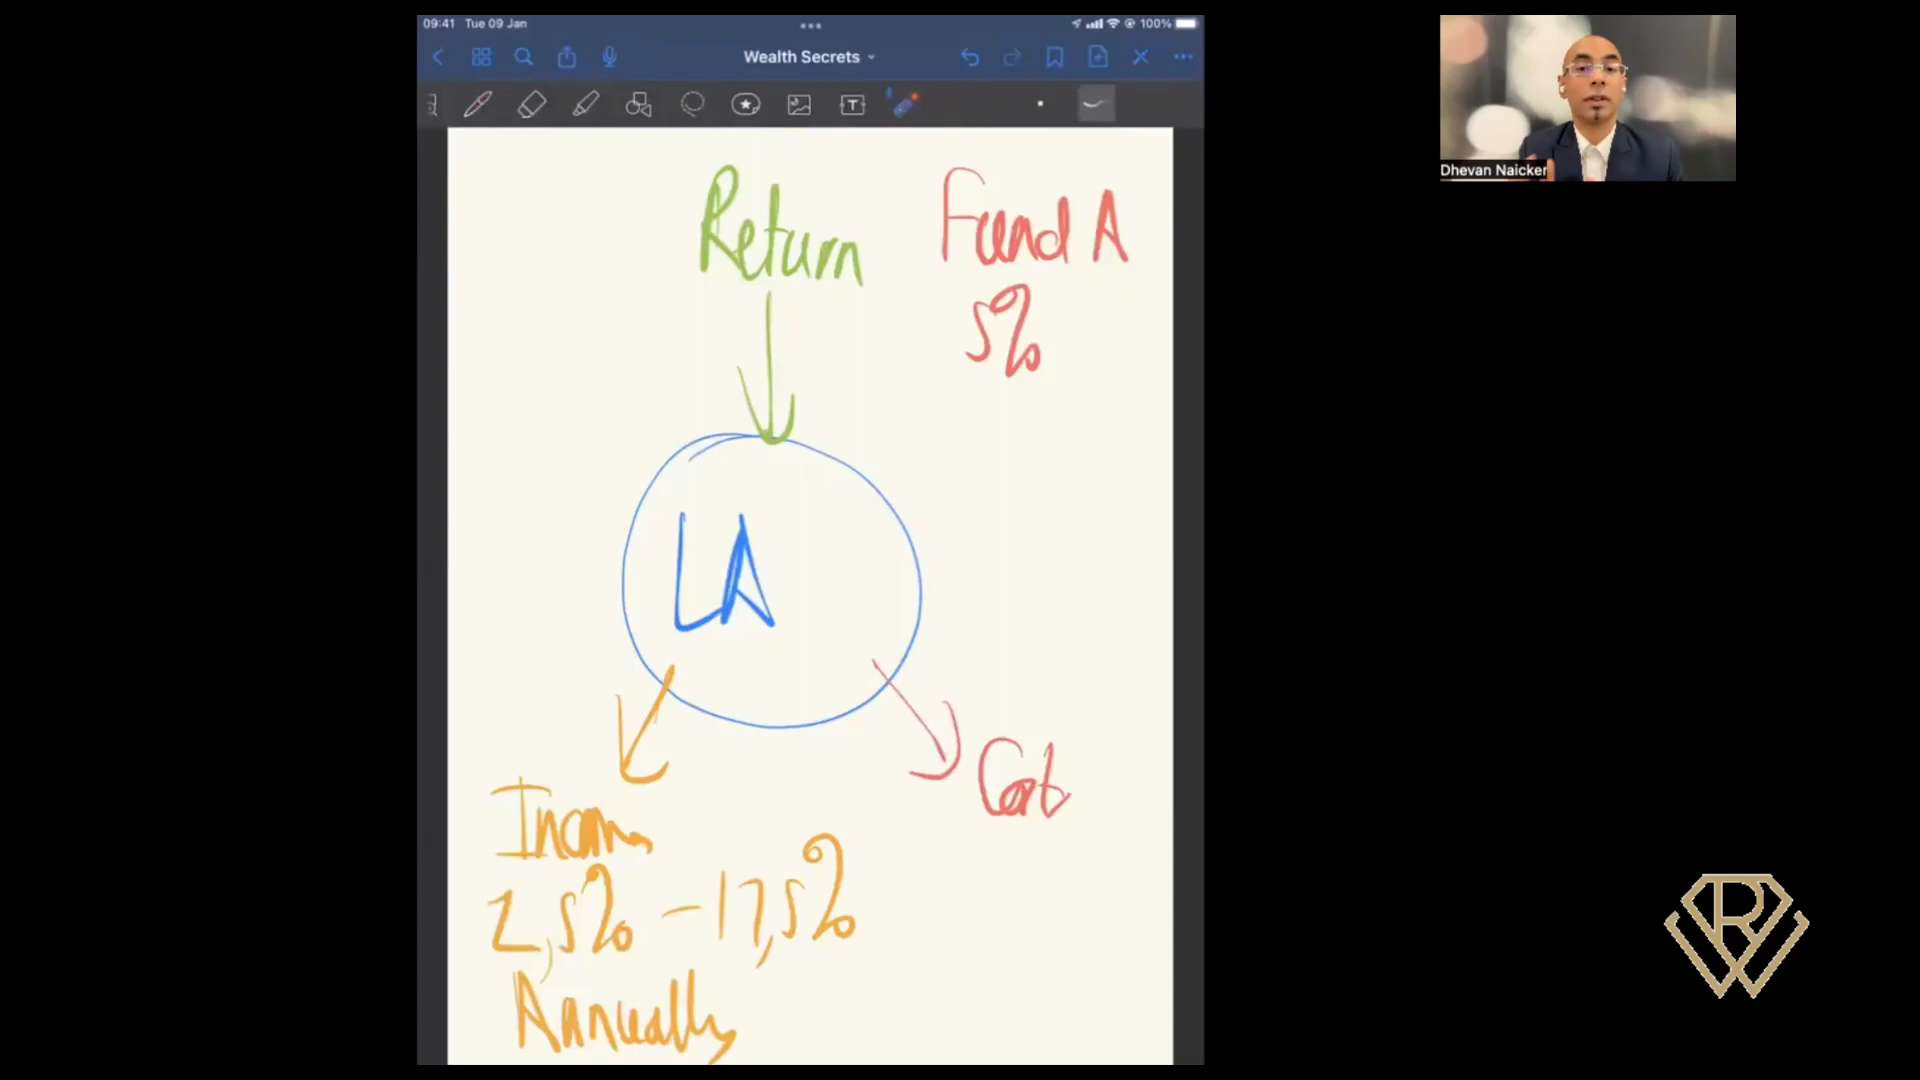 09:41 Tue 09 Jan
100%
Wealth Secrets
Dhevan Naicker
Return
Fund A
5%
LA
Cost
Income
2,5% - 17,5%
Annually
RW